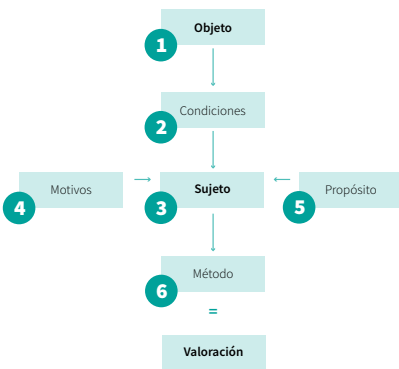 Objeto
1
Condiciones
2
Motivos
4
Sujeto
3
Propósito
5
Método
6
=
Valoración